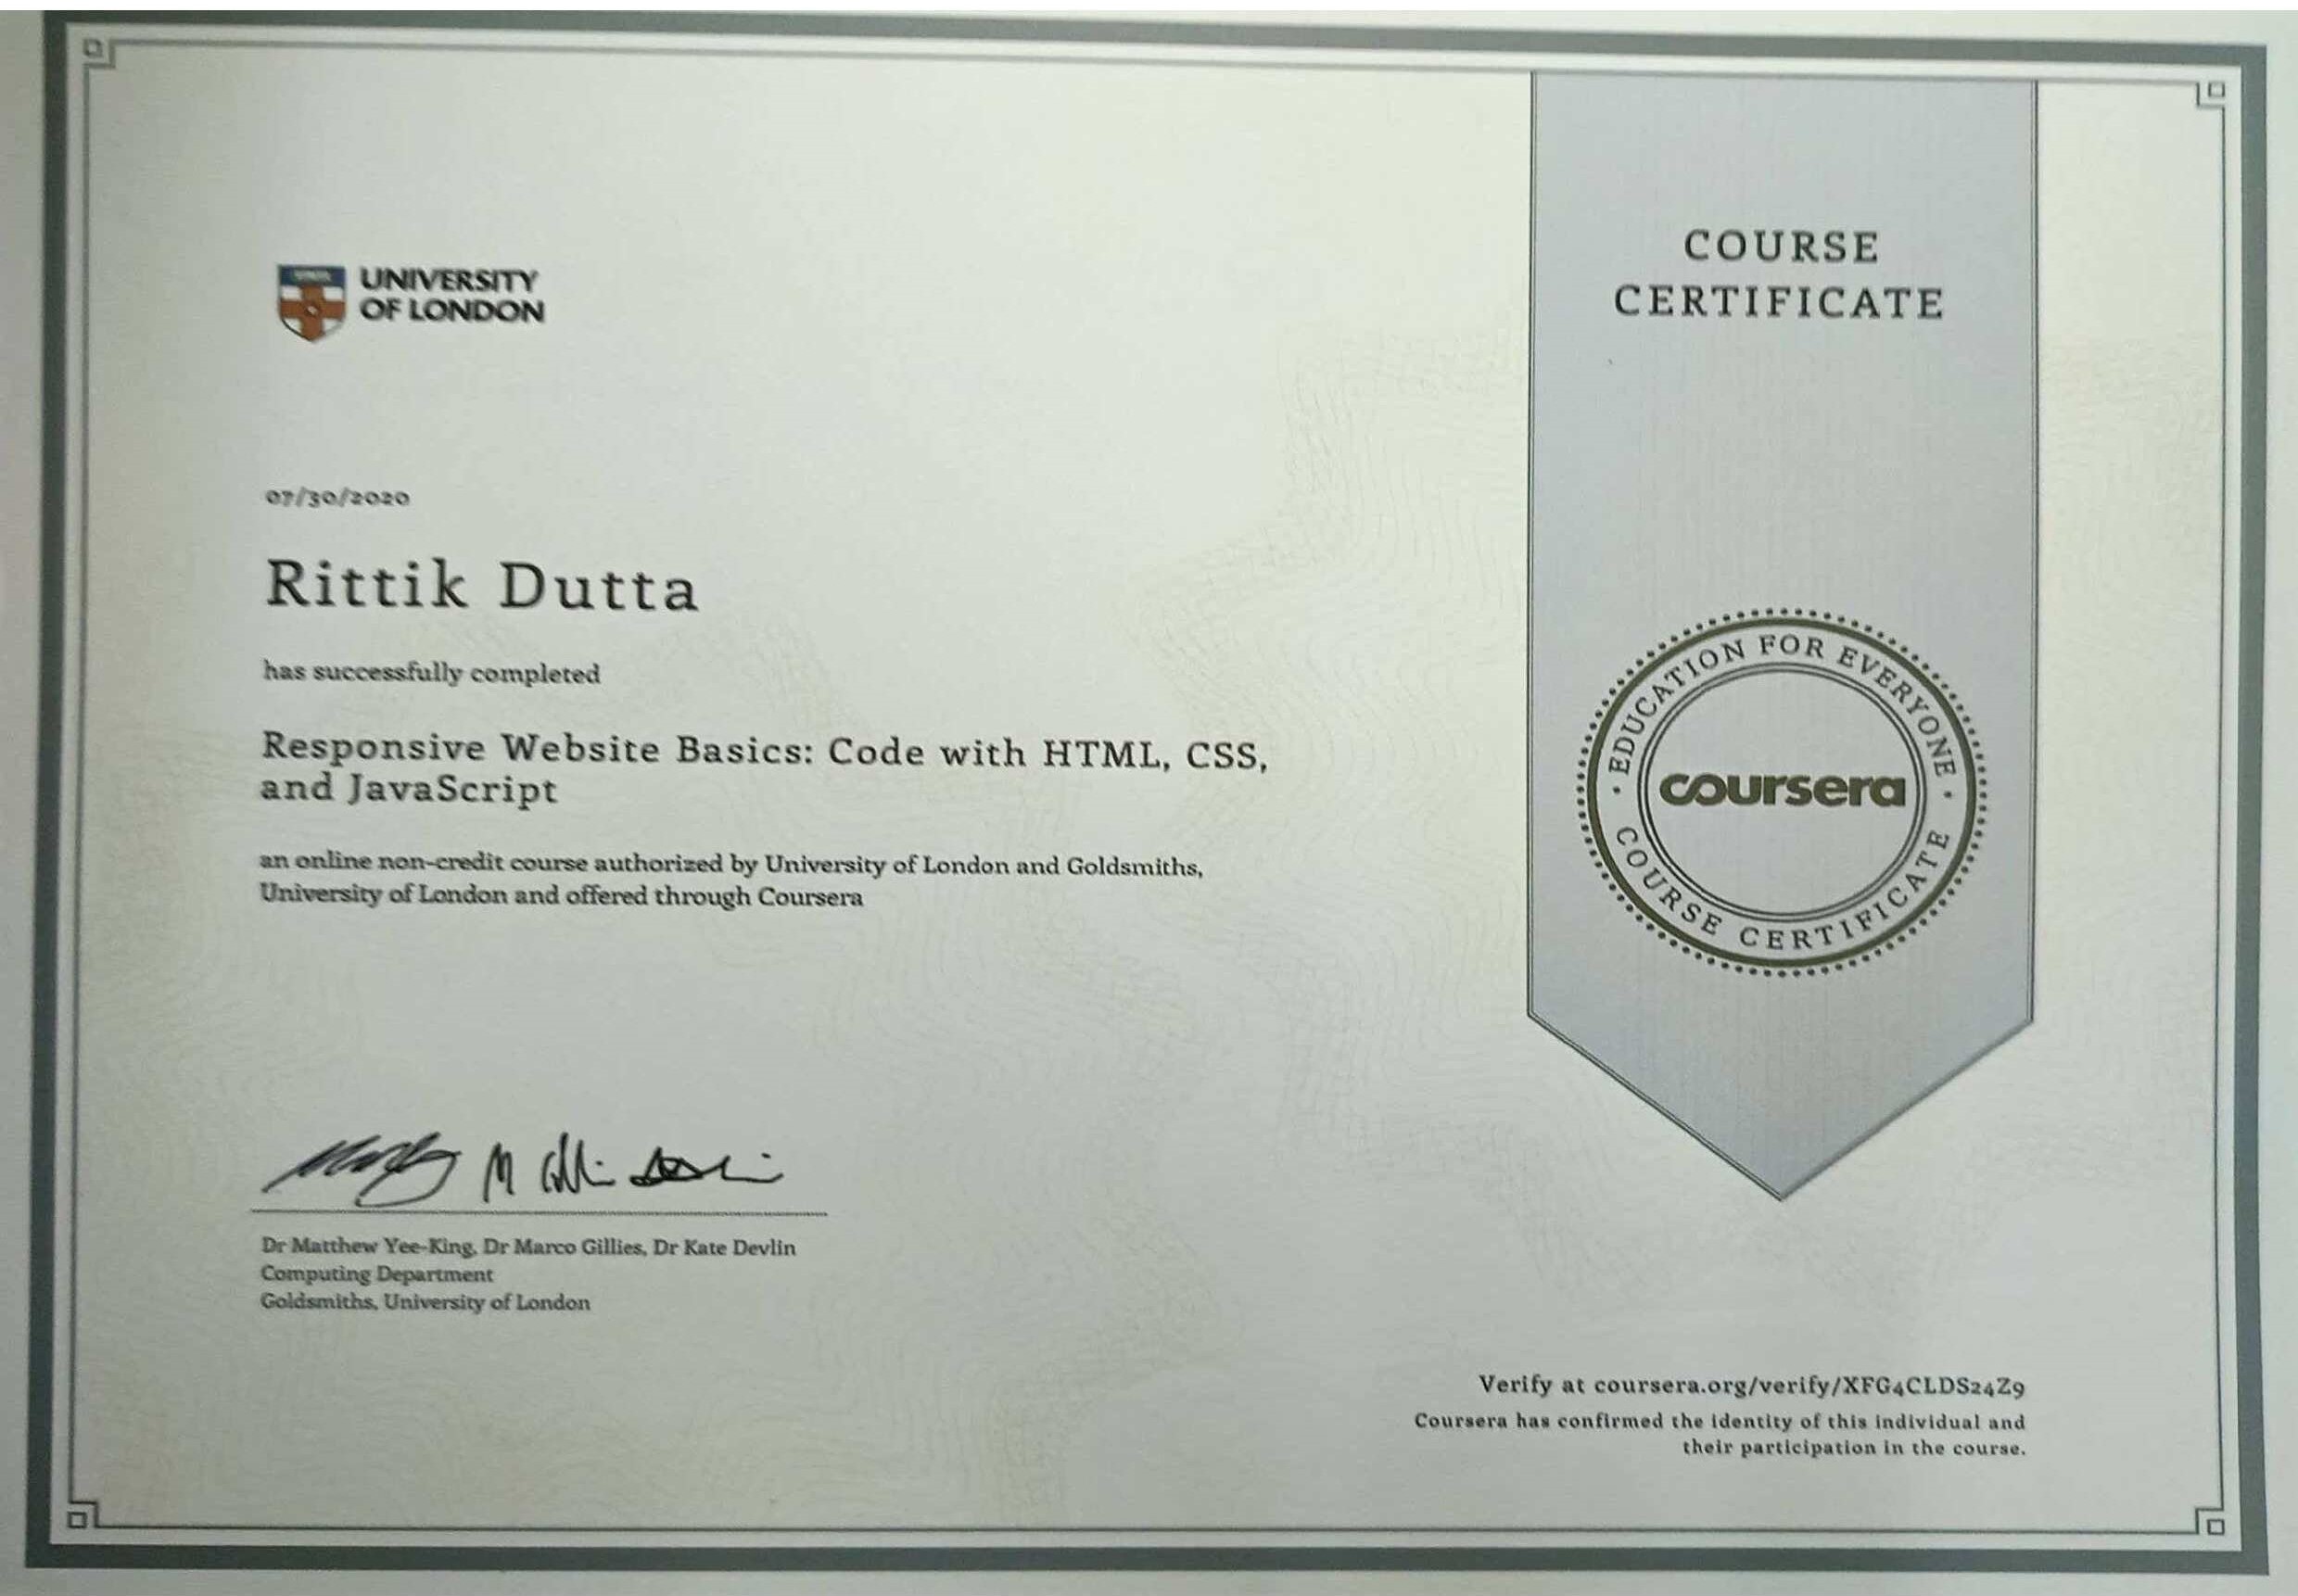 UNIVERSITY
OF LONDON
07/30/2020
Rittik Dutta
has successfully completed
Responsive Website Basics: Code with HTML, CSS,
and JavaScript
an online non-credit course authorized by University of London and Goldsmiths,
University of London and offered through Coursera
Dr Matthew Yee-King, Dr Marco Gillies, Dr Kate Devlin
Computing Department
Goldsmiths, University of London
COURSE
CERTIFICATE
EDUCATION FOR EVERYONE
coursera
COURSE CERTIFICATE
Verify at coursera.org/verify/XFG4CLDS24Z9
Coursera has confirmed the identity of this individual and
their participation in the course.